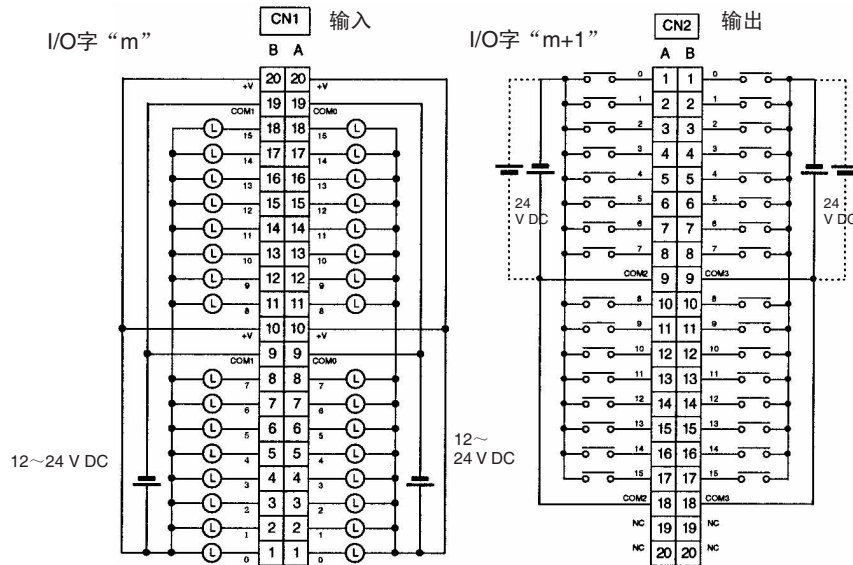 I/O字“m”
CN1 输入
B A
+V 20 20 +V
COM1 19 19 COM0
L 15 18 18 15 L
L 14 17 17 14 L
L 13 16 16 13 L
L 12 15 15 12 L
L 11 14 14 11 L
L 10 13 13 10 L
L 9 12 12 9 L
L 8 11 11 8 L
+V 10 10 +V
COM1 9 9 COM0
L 7 8 8 7 L
L 6 7 7 6 L
L 5 6 6 5 L
L 4 5 5 4 L
L 3 4 4 3 L
L 2 3 3 2 L
L 1 2 2 1 L
L 0 1 1 0 L
12～24 V DC
12～
24 V DC
I/O字“m+1”
CN2 输出
A B
0 1 1 0
1 2 2 1
2 3 3 2
3 4 4 3
4 5 5 4
5 6 6 5
6 7 7 6
7 8 8 7
COM2 9 9 COM3
8 10 10 8
9 11 11 9
10 12 12 10
11 13 13 11
12 14 14 12
13 15 15 13
14 16 16 14
15 17 17 15
COM2 18 18 COM3
NC 19 19 NC
NC 20 20 NC
24
V DC
24
V DC